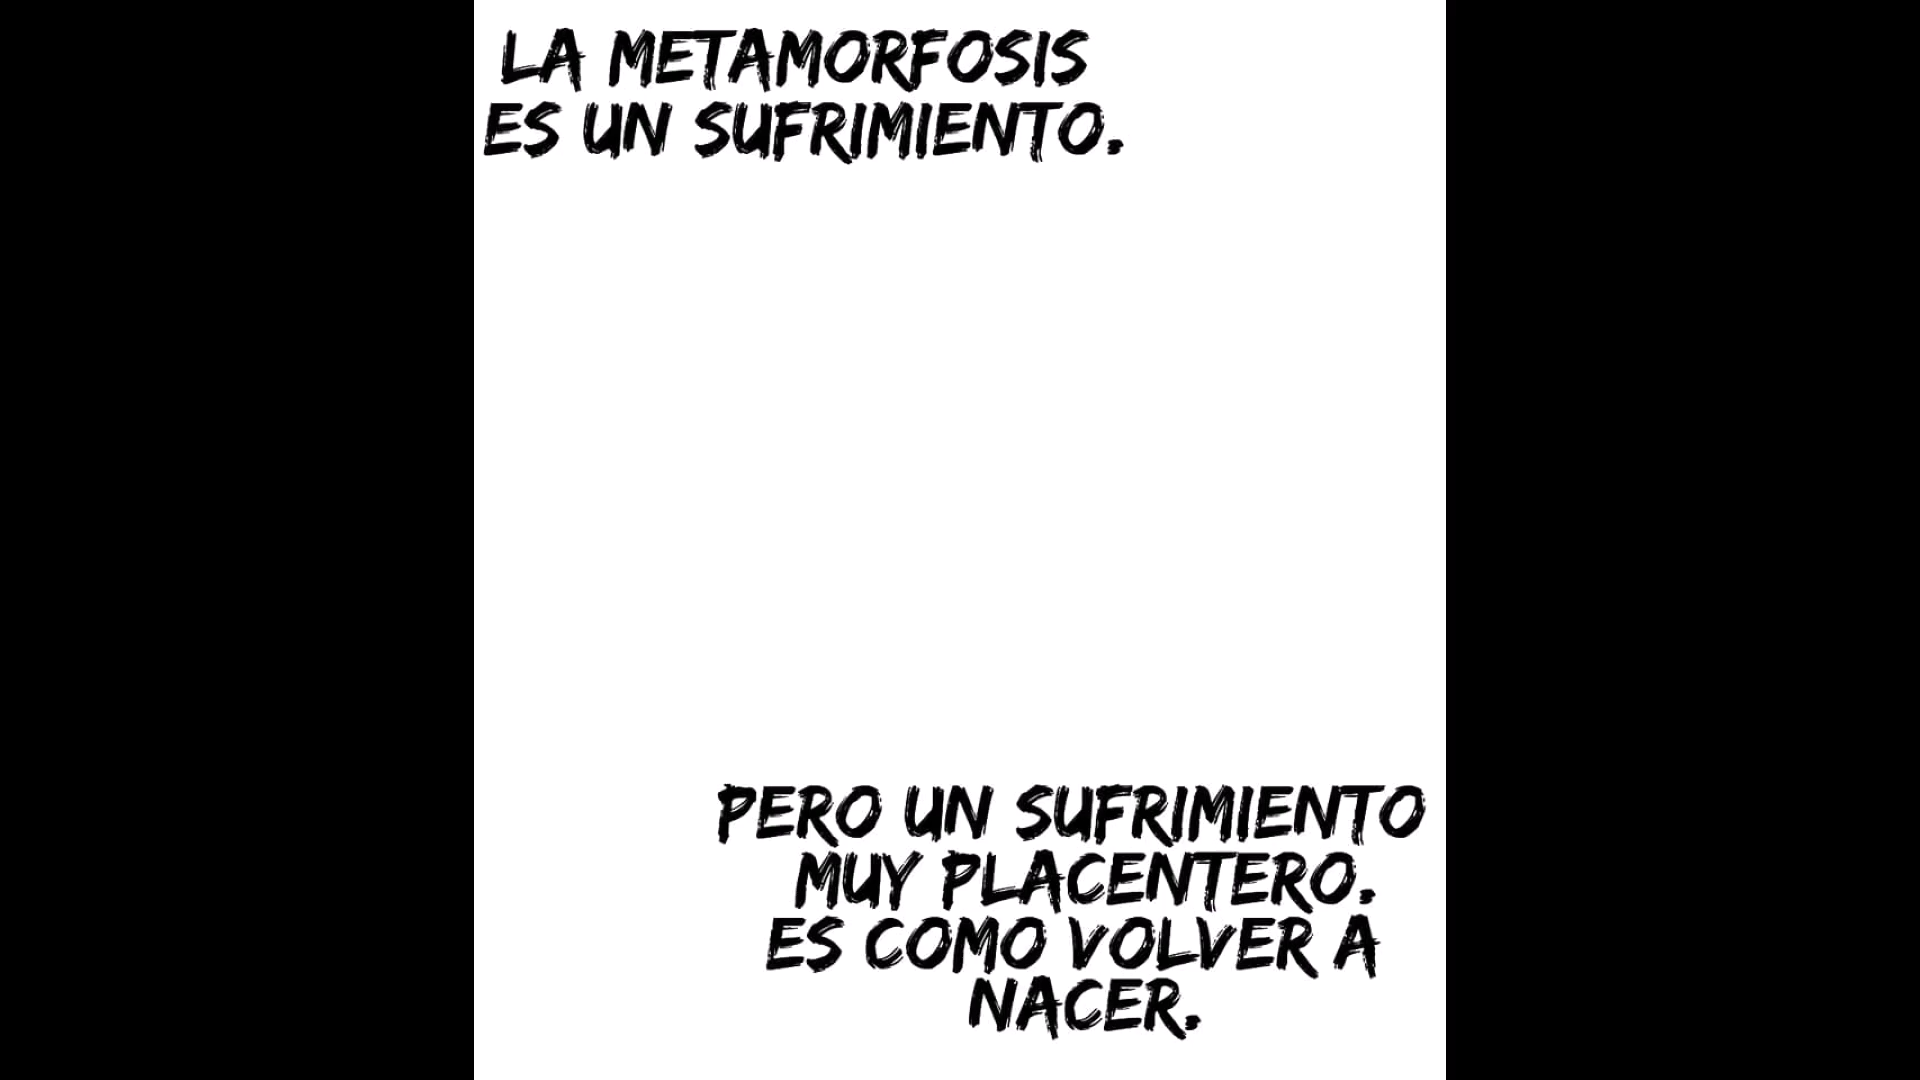 LA METAMORFOSIS
ES UN SUFRIMIENTO.
PERO UN SUFRIMIENTO
MUY PLACENTERO.
ES COMO VOLVER A
NACER.